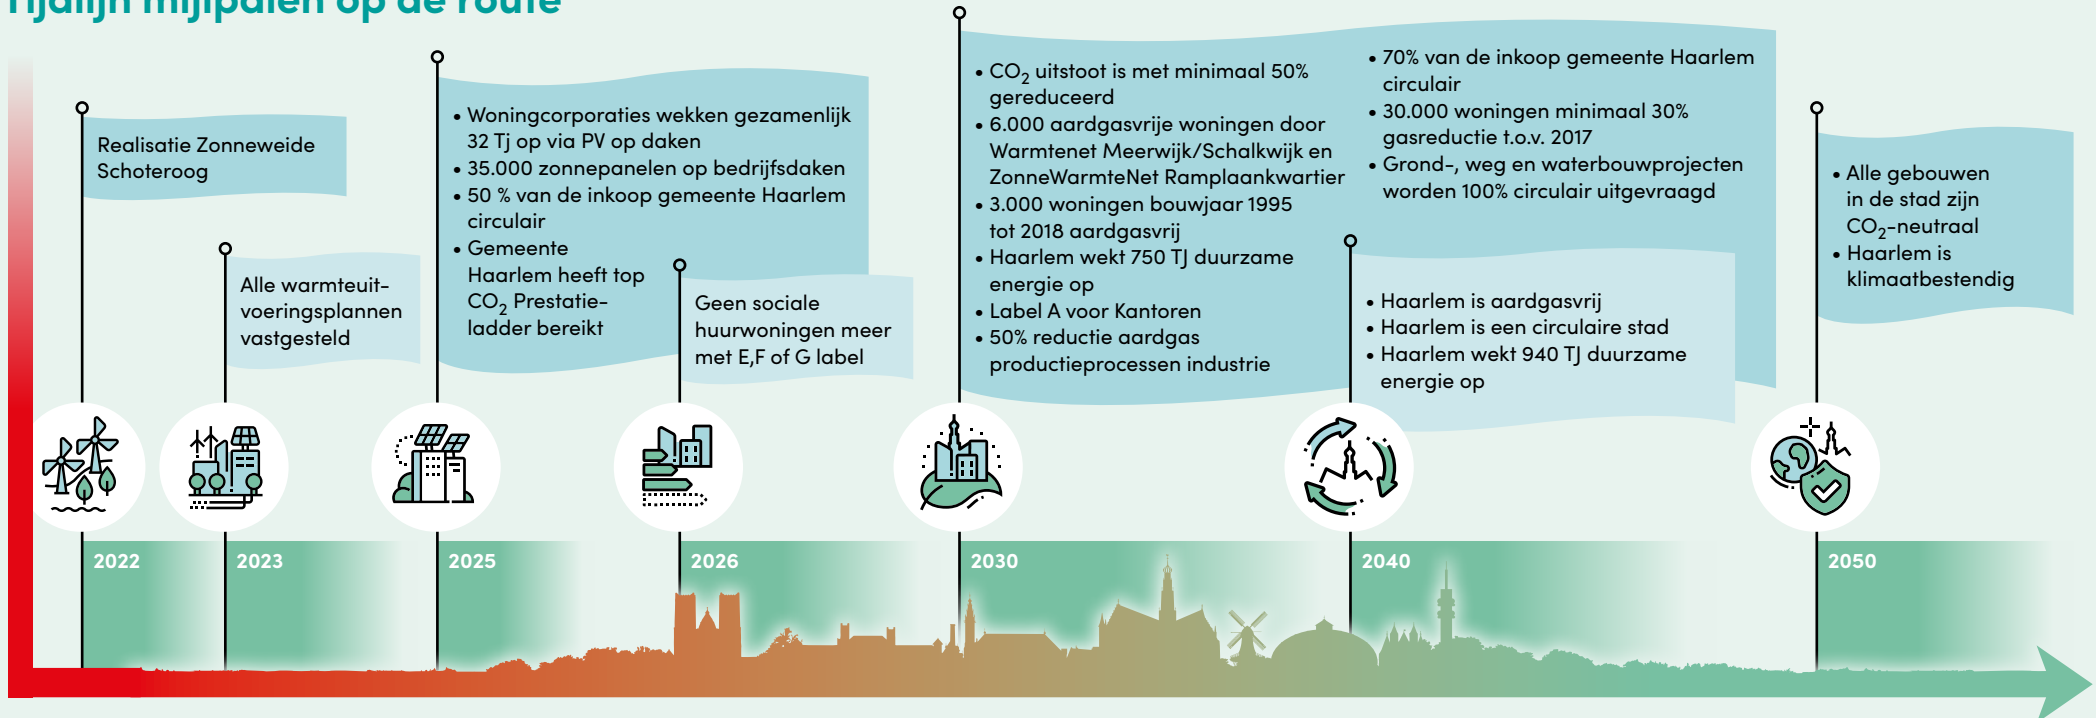 Tijdlijn mijlpalen op de route
Realisatie Zonneweide
Schoteroog
Alle warmteuit-
voeringsplannen
vastgesteld
• Woningcorporaties wekken gezamenlijk
32 Tj op via PV op daken
• 35.000 zonnepanelen op bedrijfsdaken
• 50 % van de inkoop gemeente Haarlem
circulair
• Gemeente
Haarlem heeft top
CO₂ Prestatie-
ladder bereikt
Geen sociale
huurwoningen meer
met E,F of G label
• CO₂ uitstoot is met minimaal 50%
gereduceerd
• 6.000 aardgasvrije woningen door
Warmtenet Meerwijk/Schalkwijk en
ZonneWarmteNet Ramplaankwartier
• 3.000 woningen bouwjaar 1995
tot 2018 aardgasvrij
• Haarlem wekt 750 TJ duurzame
energie op
• Label A voor Kantoren
• 50% reductie aardgas
productieprocessen industrie
• 70% van de inkoop gemeente Haarlem
circulair
• 30.000 woningen minimaal 30%
gasreductie t.o.v. 2017
• Grond-, weg en waterbouwprojecten
worden 100% circulair uitgevraagd
• Haarlem is aardgasvrij
• Haarlem is een circulaire stad
• Haarlem wekt 940 TJ duurzame
energie op
• Alle gebouwen
in de stad zijn
CO₂-neutraal
• Haarlem is
klimaatbestendig
2022
2023
2025
2026
2030
2040
2050